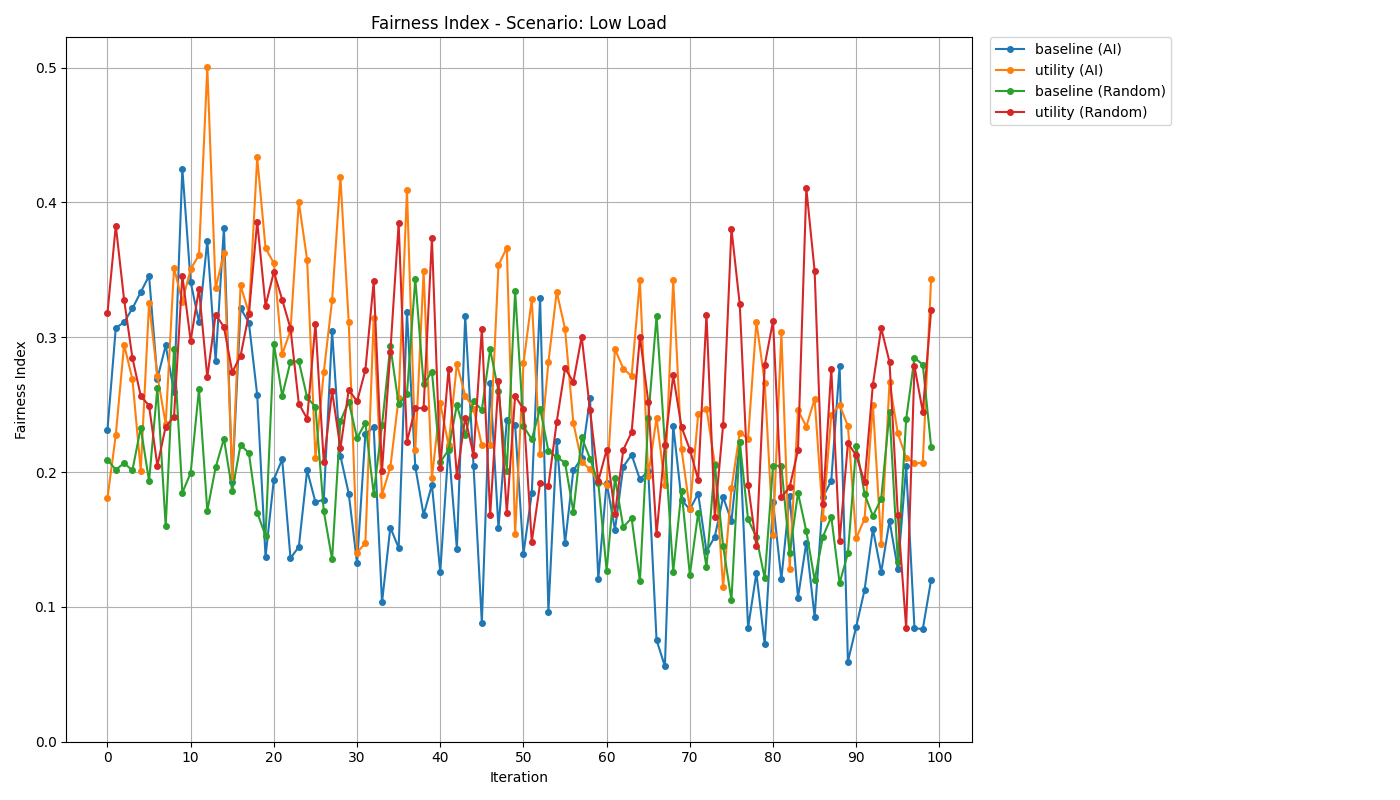 Fairness Index - Scenario: Low Load
baseline (AI)
utility (AI)
baseline (Random)
utility (Random)
Fairness Index
0.5
0.4
0.3
0.2
0.1
0.0
0 10 20 30 40 50 60 70 80 90 100
Iteration